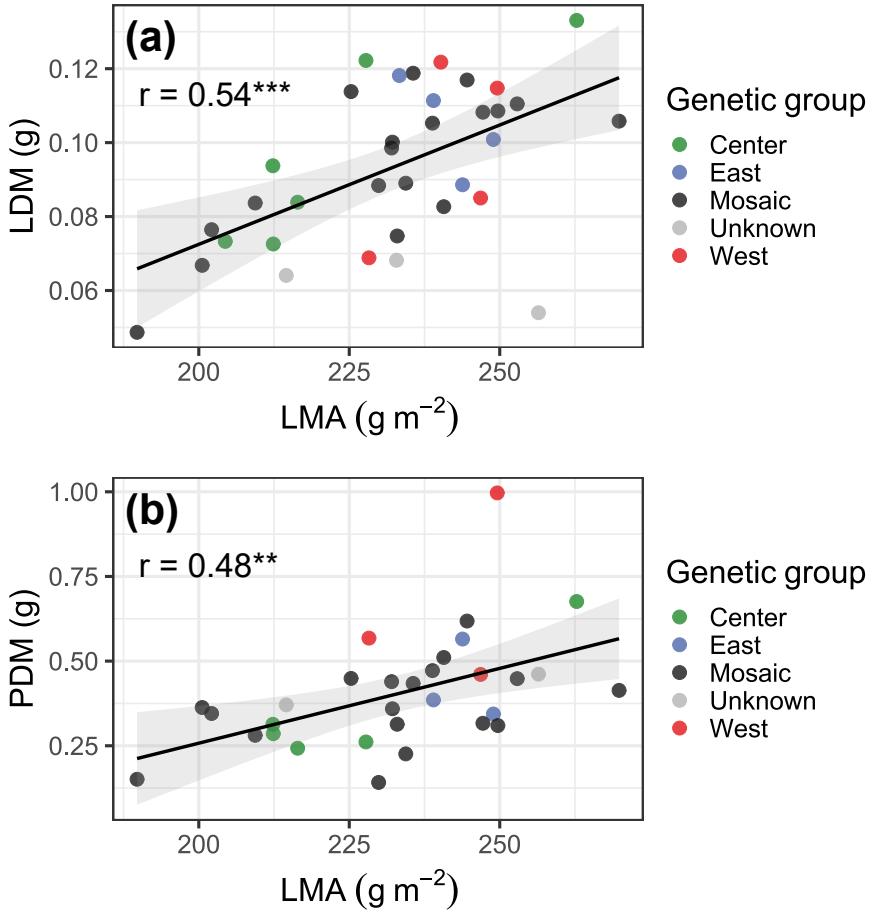 (a)
r = 0.54***
0.12
0.10
0.08
0.06
LDM (g)
200
225
250
LMA (g m⁻²)
Genetic group
Center
East
Mosaic
Unknown
West
(b)
r = 0.48**
1.00
0.75
0.50
0.25
PDM (g)
200
225
250
LMA (g m⁻²)
Genetic group
Center
East
Mosaic
Unknown
West